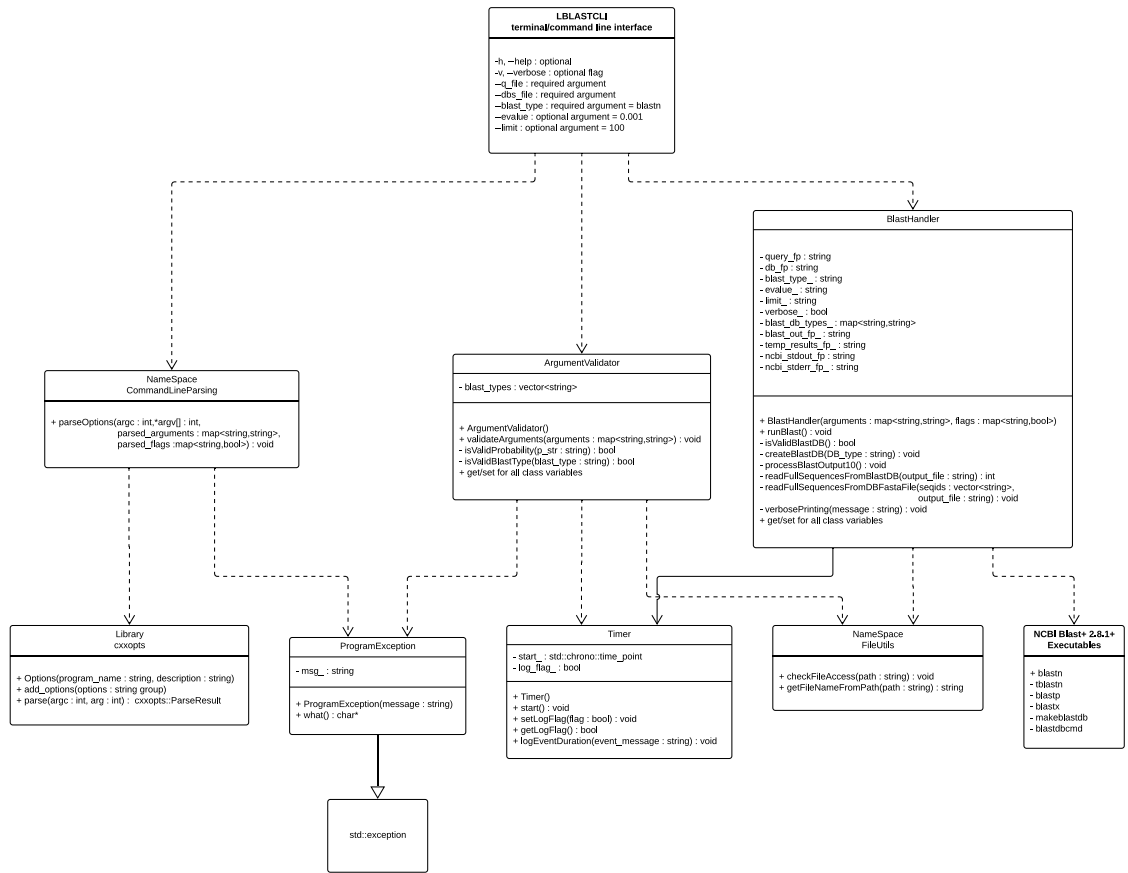 LBLASTCLI
terminal/command line interface
-h, --help : optional
-v, --verbose : optional flag
--q_file : required argument
--dbs_file : required argument
--blast_type : required argument = blastn
--evalue : optional argument = 0.001
--limit : optional argument = 100
BlastHandler
- query_fp : string
- db_fp : string
- blast_type_ : string
- evalue_ : string
- limit_ : string
- verbose_ : bool
- blast_db_types_ : map<string,string>
- blast_out_fp_ : string
- temp_results_fp_ : string
- ncbi_stdout_fp : string
- ncbi_stderr_fp_ : string
+ BlastHandler(arguments : map<string,string>, flags : map<string,bool>)
+ runBlast() : void
- isValidBlastDB() : bool
- createBlastDB(DB_type : string) : void
- processBlastOutput10() : void
- readFullSequencesFromBlastDB(output_file : string) : int
- readFullSequencesFromDBFastaFile(seqids : vector<string>,
output_file : string) : void
- verbosePrinting(message : string) : void
+ get/set for all class variables
ArgumentValidator
- blast_types : vector<string>
+ ArgumentValidator()
+ validateArguments(arguments : map<string,string>) : void
- isValidProbability(p_str : string) : bool
- isValidBlastType(blast_type : string) : bool
+ get/set for all class variables
NameSpace
CommandLineParsing
+ parseOptions(argc : int,*argv[] : int,
parsed_arguments : map<string,string>,
parsed_flags :map<string,bool>) : void
Library
cxxopts
+ Options(program_name : string, description : string)
+ add_options(options : string group)
+ parse(argc : int, arg : int) : cxxopts::ParseResult
ProgramException
- msg_ : string
+ ProgramException(message : string)
+ what() : char*
Timer
- start_ : std::chrono::time_point
- log_flag_ : bool
+ Timer()
+ start() : void
+ setLogFlag(flag : bool) : void
+ getLogFlag() : bool
+ logEventDuration(event_message : string) : void
NameSpace
FileUtils
+ checkFileAccess(path : string) : void
+ getFileNameFromPath(path : string) : string
NCBI Blast+ 2.8.1+
Executables
+ blastn
- tblastn
- blastp
- blastx
- makeblastdb
- blastdbcmd
std::exception